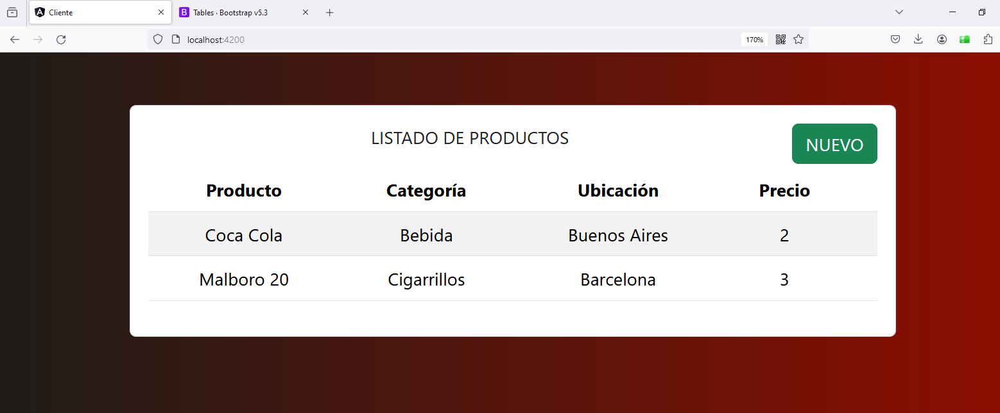 Cliente
Tables · Bootstrap v5.3
localhost:4200
170%
LISTADO DE PRODUCTOS
NUEVO
Producto Categoría Ubicación Precio
Coca Cola Bebida Buenos Aires 2
Malboro 20 Cigarrillos Barcelona 3